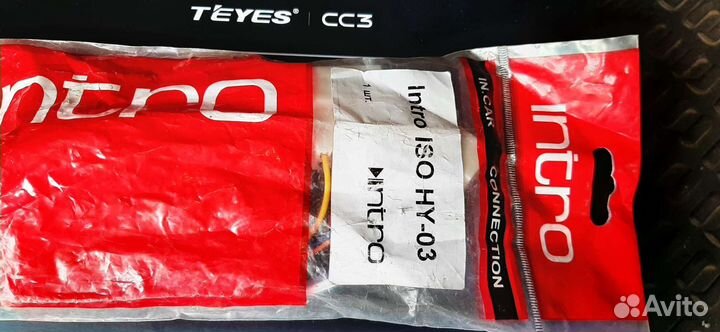 TEYES® CC3
intro
Intro ISO HY-03
1 шт.
intro
IN.CAR CONNECTION
intro
Avito